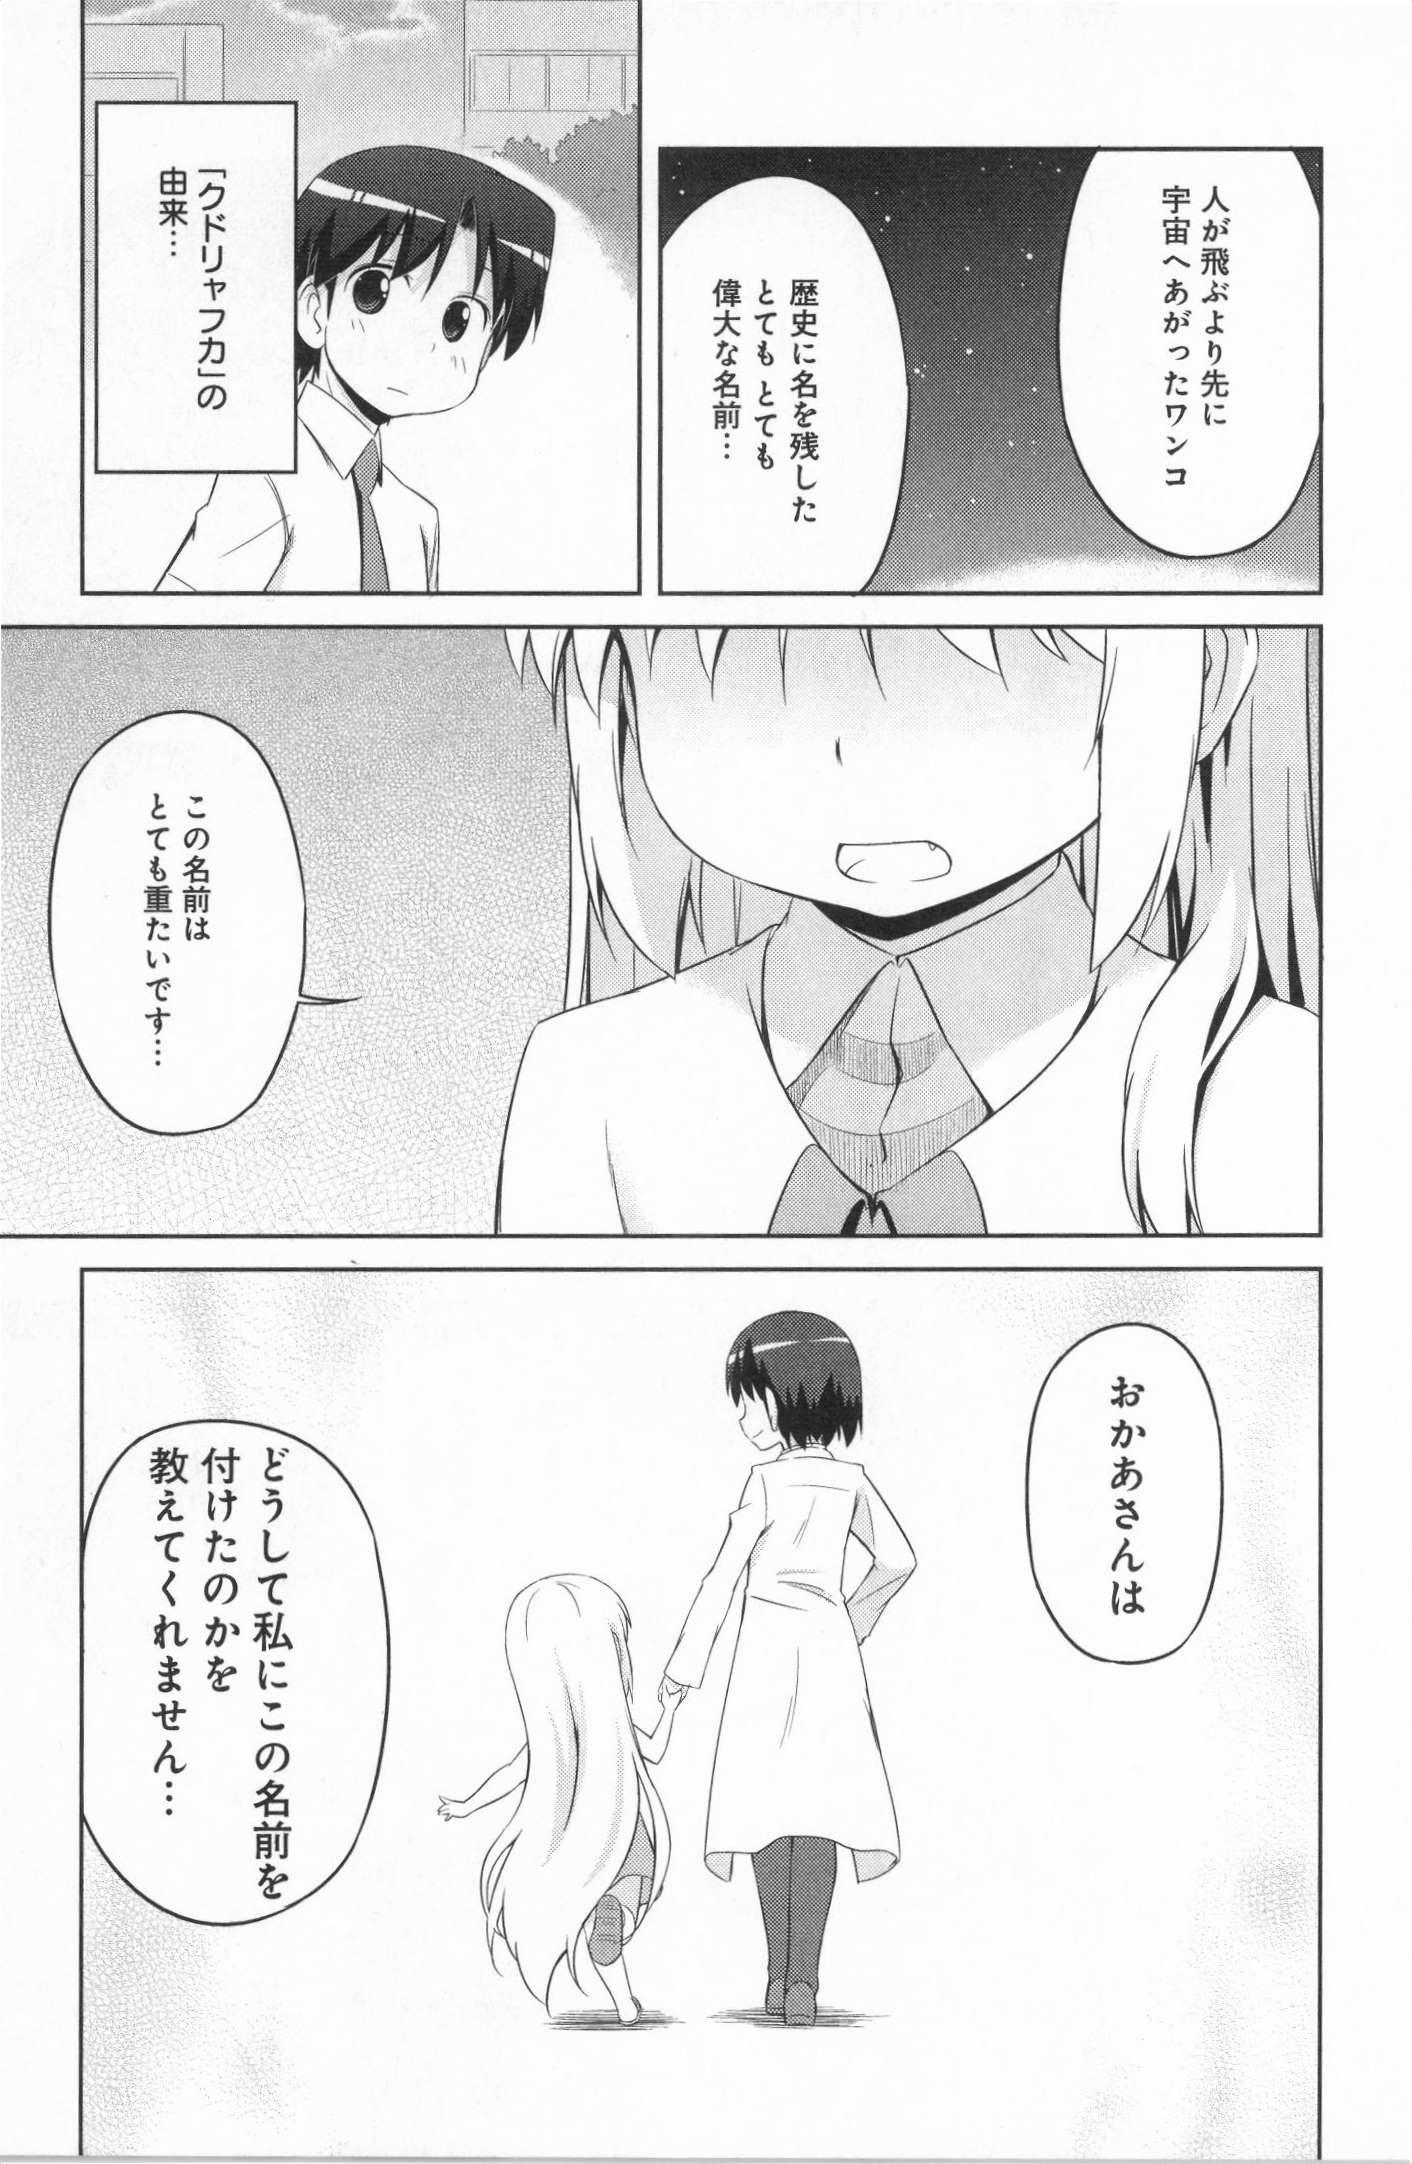 人が飛ぶより先に
宇宙へあがったワンコ
歴史に名を残した
とても とても
偉大な名前…
「クドリャフカ」の
由来…
この名前は
とても重たいです…
おかあさんは
どうして私にこの名前を
付けたのかを
教えてくれません…